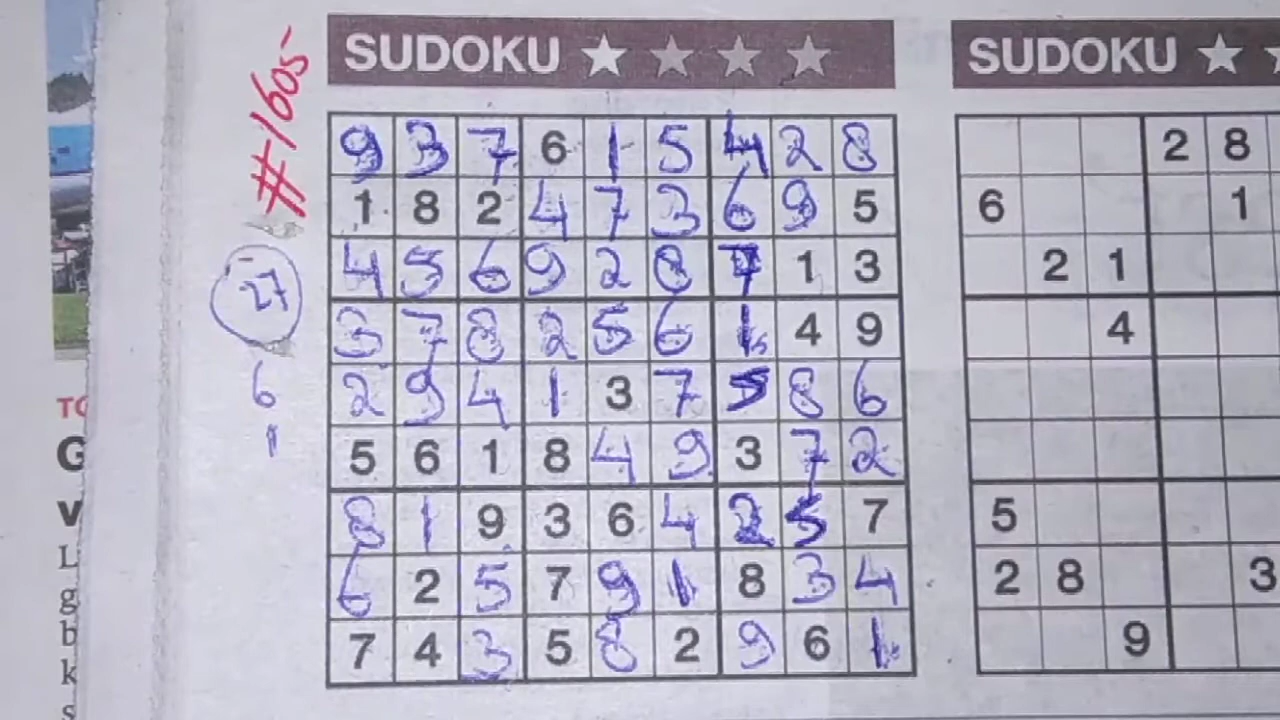 SUDOKU ★ ★ ★ ★
SUDOKU ★
#1605
27
6
1
9 3 7 6 1 5 4 2 8
1 8 2 4 7 3 6 9 5
4 5 6 9 2 8 7 1 3
3 7 8 2 5 6 1 4 9
2 9 4 1 3 7 5 8 6
5 6 1 8 4 9 3 7 2
8 1 9 3 6 4 2 5 7
6 2 5 7 9 1 8 3 4
7 4 3 5 8 2 9 6 1
2 8
6 1
2 1
4
5
2 8 3
9
G
v
L
g
b
k
s